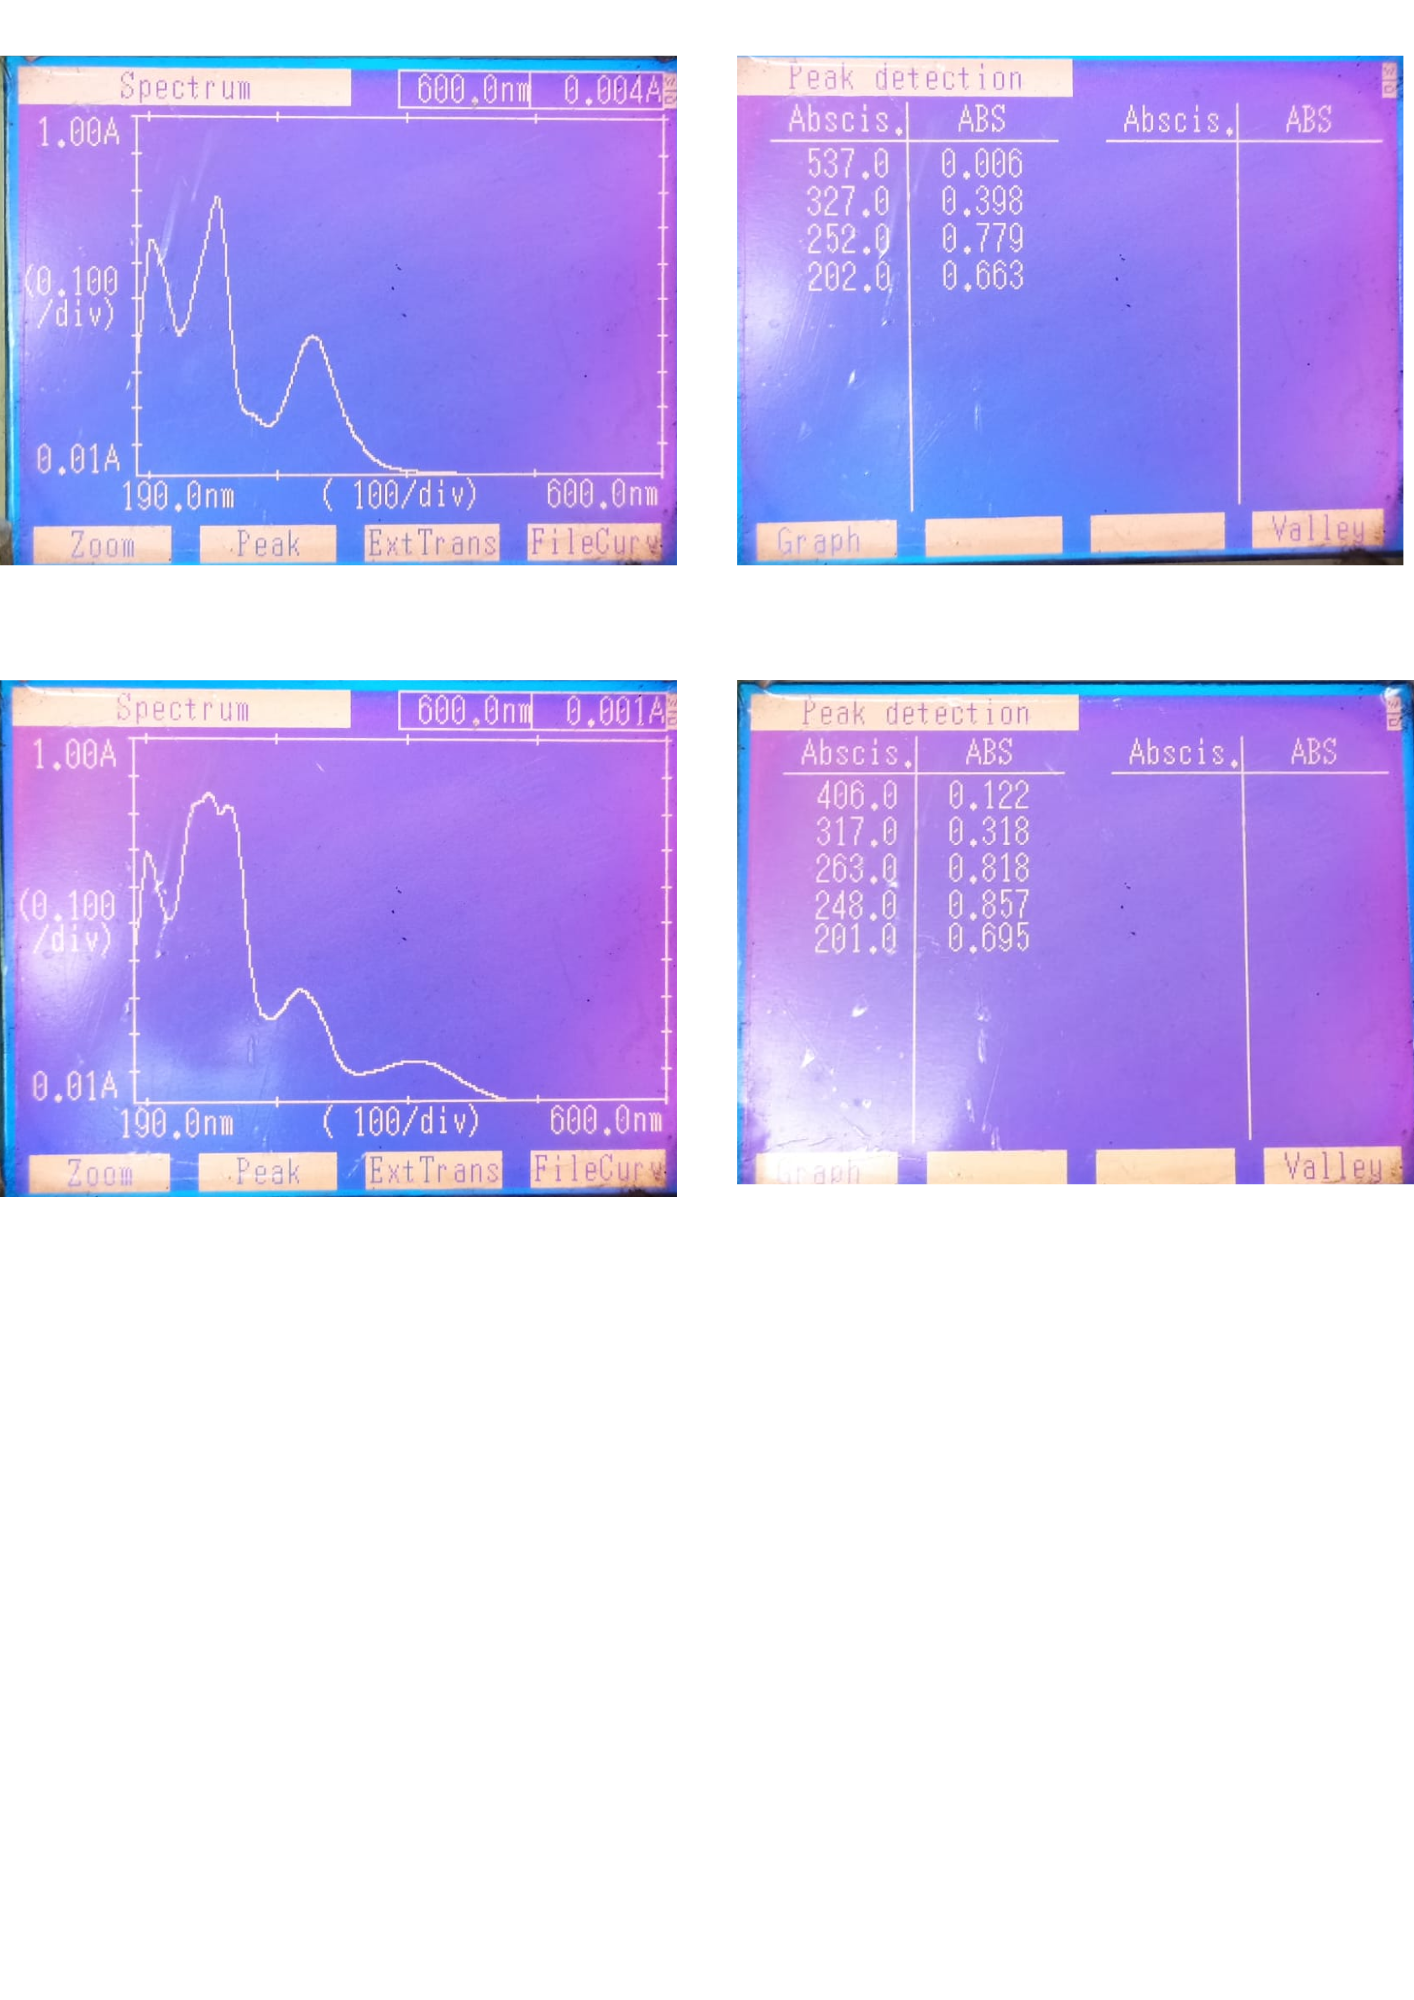 Spectrum 600.0nm 0.004A
1.00A
(0.100
/div)
0.01A
190.0nm ( 100/div) 600.0nm
Zoom Peak ExtTrans FileCurv
Peak detection
Abscis. ABS Abscis. ABS
537.0 0.006
327.0 0.398
252.0 0.779
202.0 0.663
Graph Valley
Spectrum 600.0nm 0.001A
1.00A
(0.100
/div)
0.01A
190.0nm ( 100/div) 600.0nm
Zoom Peak ExtTrans FileCurv
Peak detection
Abscis. ABS Abscis. ABS
406.0 0.122
317.0 0.318
263.0 0.818
248.0 0.857
201.0 0.695
Graph Valley